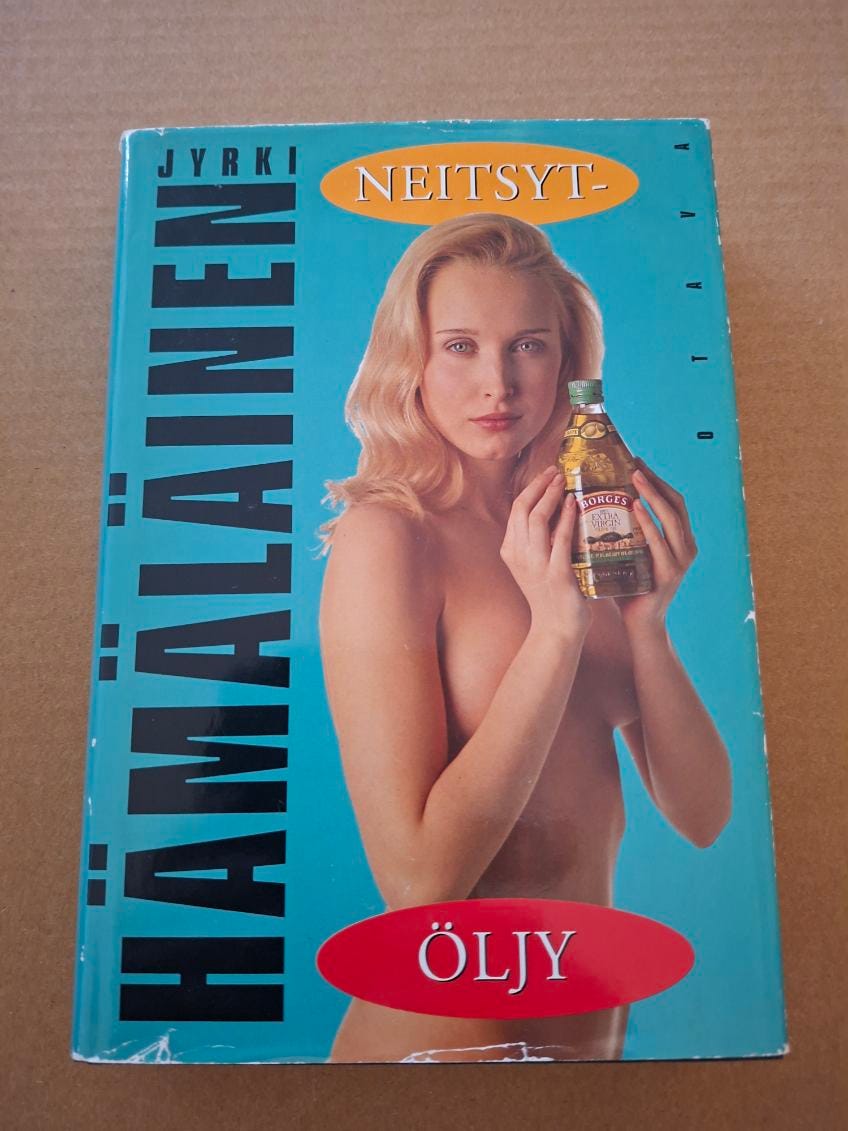 JYRKI
HÄMÄLÄINEN
NEITSYT-
ÖLJY
BORGES
EXTRA
VIRGIN
OTAVA